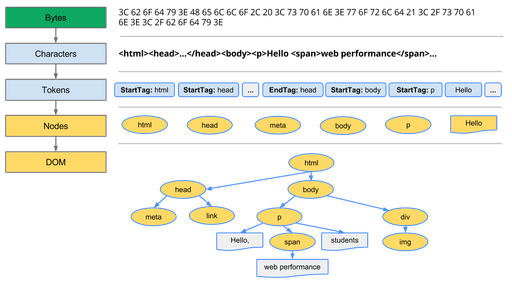 Bytes
3C 62 6F 64 79 3E 48 65 6C 6C 6F 2C 20 3C 73 70 61 6E 3E 77 6F 72 6C 64 21 3C 2F 73 70 61
6E 3E 3C 2F 62 6F 64 79 3E
Characters
<html><head>...</head><body><p>Hello <span>web performance</span>...
Tokens
StartTag: html StartTag: head ... EndTag: head StartTag: body StartTag: p Hello ...
Nodes
html head meta body p Hello
DOM
html
head body
meta link p div
Hello, span students img
web performance